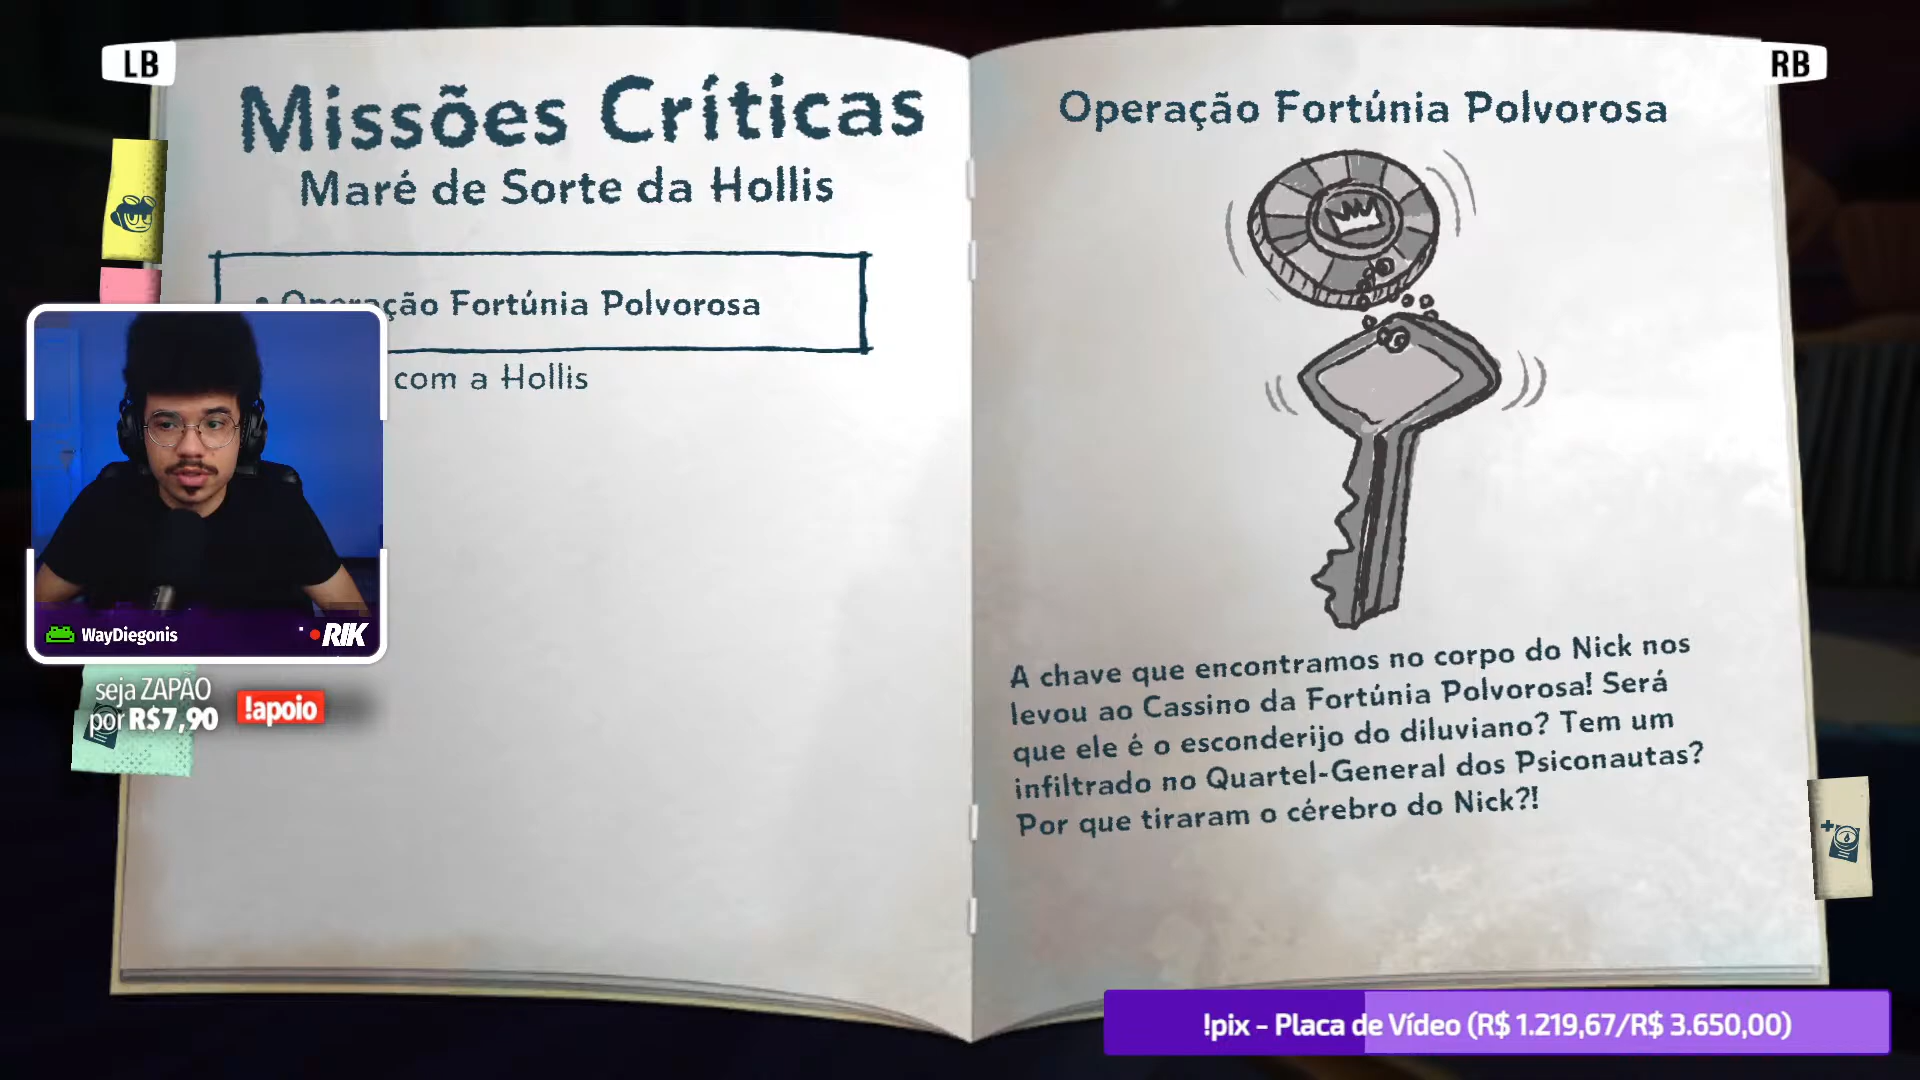 LB
RB
Missões Críticas
Maré de Sorte da Hollis
• Operação Fortúnia Polvorosa
com a Hollis
Operação Fortúnia Polvorosa
A chave que encontramos no corpo do Nick nos
levou ao Cassino da Fortúnia Polvorosa! Será
que ele é o esconderijo do diluviano? Tem um
infiltrado no Quartel-General dos Psiconautas?
Por que tiraram o cérebro do Nick?!
WayDiegonis
RIK
seja ZAPÃO
por R$7,90
!apoio
!pix - Placa de Vídeo (R$ 1.219,67/R$ 3.650,00)